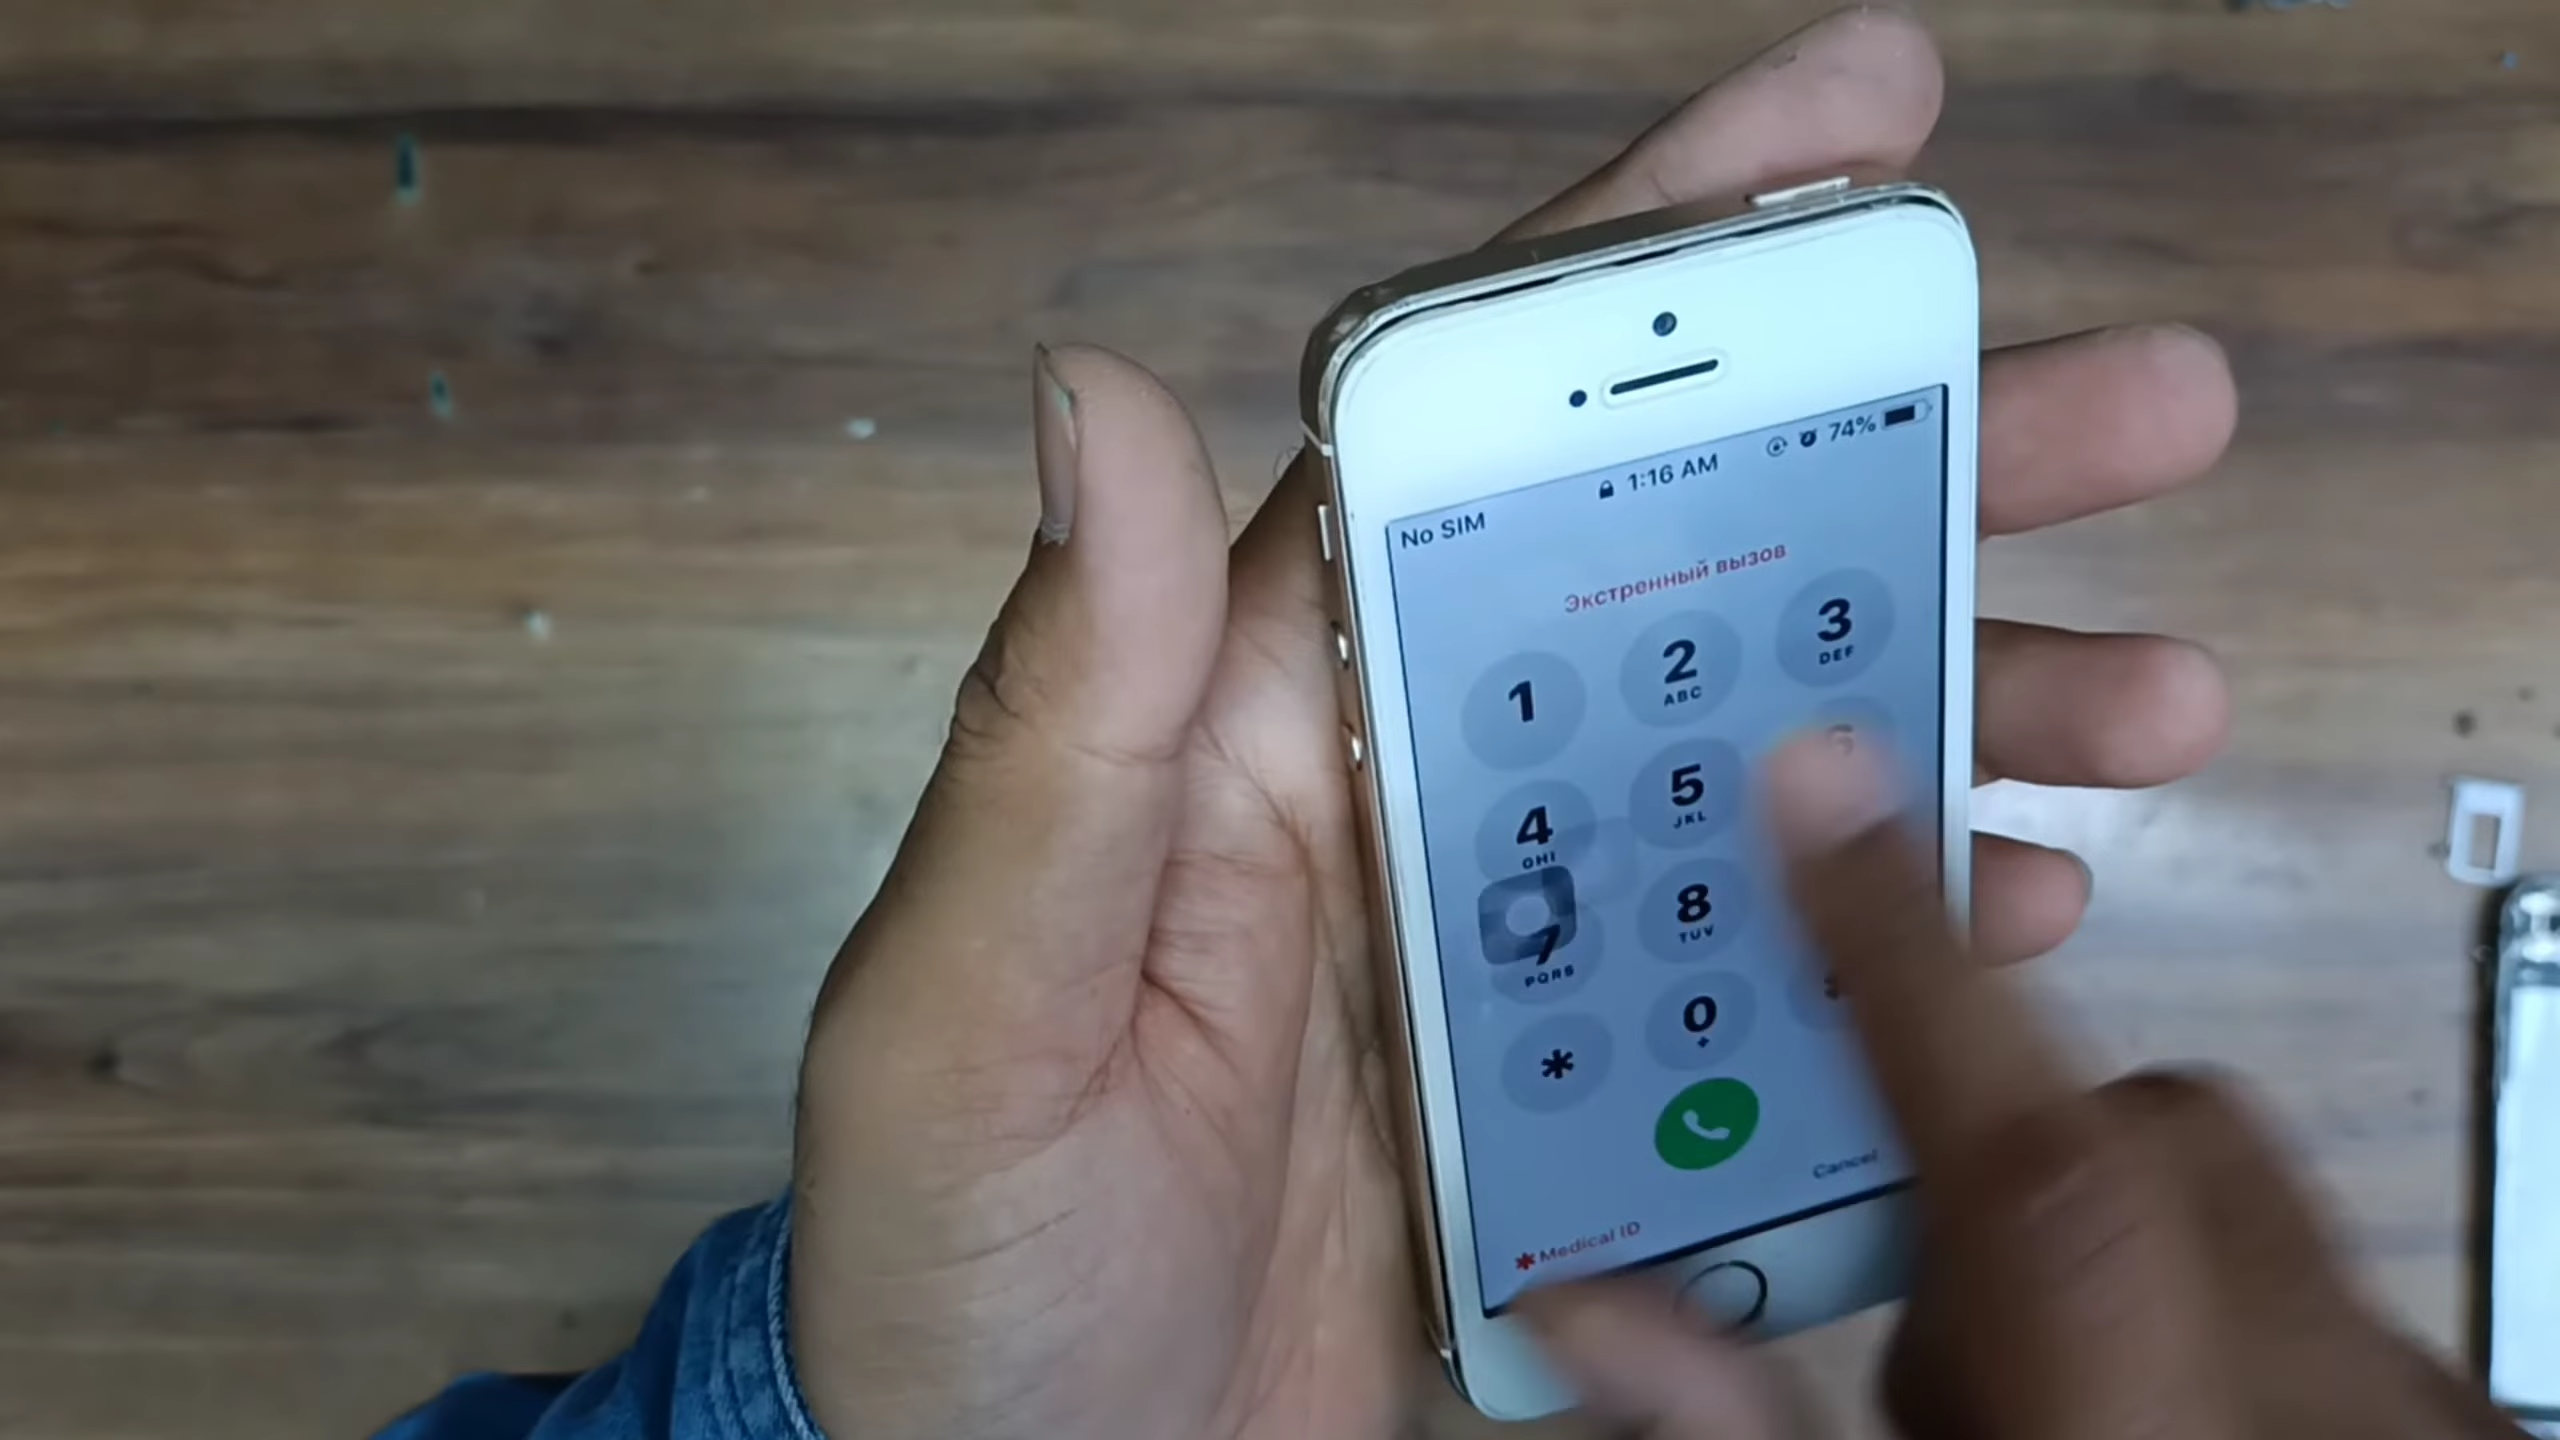 74%
1:16 AM
No SIM
Экстренный вызов
1
2
ABC
3
DEF
4
GHI
5
JKL
7
PQRS
8
TUV
*
0
+
Cancel
*Medical ID